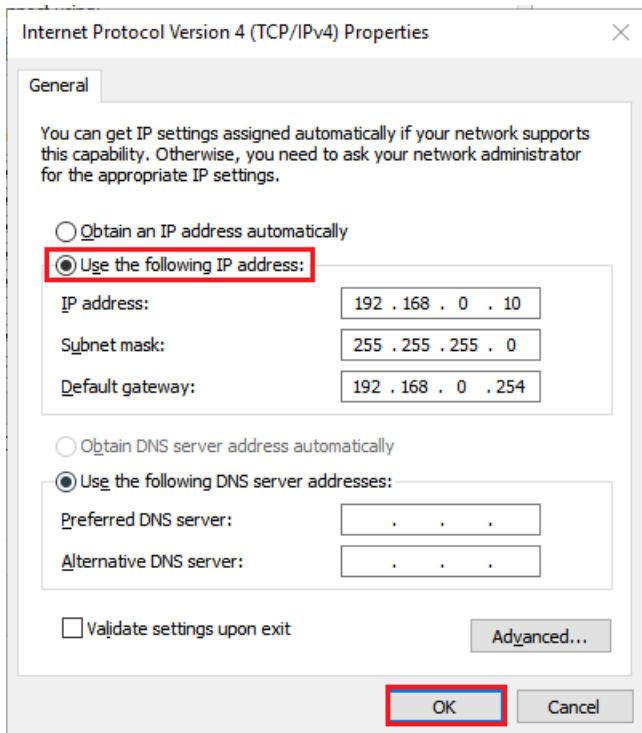 Internet Protocol Version 4 (TCP/IPv4) Properties
General
You can get IP settings assigned automatically if your network supports
this capability. Otherwise, you need to ask your network administrator
for the appropriate IP settings.
Obtain an IP address automatically
Use the following IP address:
IP address: 192 . 168 . 0 . 10
Subnet mask: 255 . 255 . 255 . 0
Default gateway: 192 . 168 . 0 . 254
Obtain DNS server address automatically
Use the following DNS server addresses:
Preferred DNS server: . . .
Alternative DNS server: . . .
Validate settings upon exit
Advanced...
OK Cancel